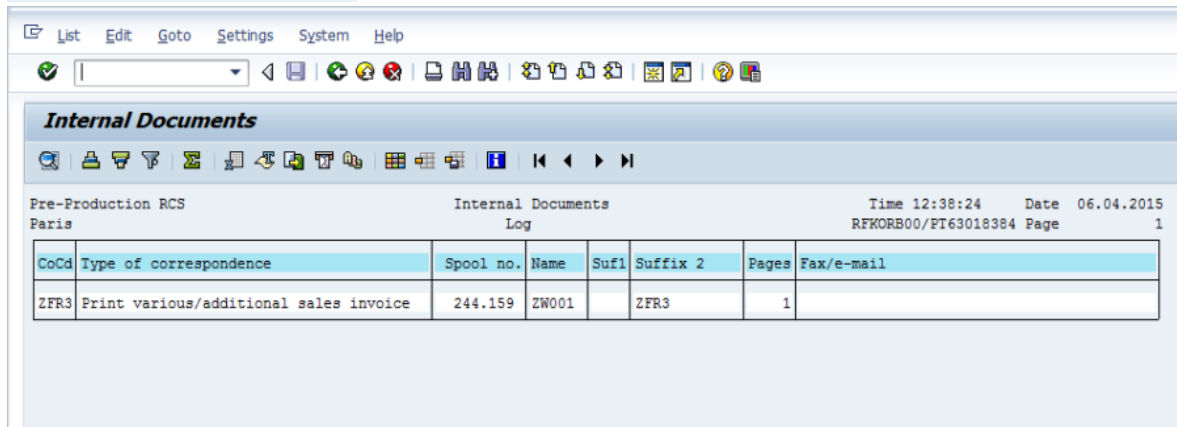 List Edit Goto Settings System Help
Internal Documents
Pre-Production RCS Internal Documents Time 12:38:24 Date 06.04.2015
Paris Log RFKORB00/PT63018384 Page 1
CoCd Type of correspondence Spool no. Name Suf1 Suffix 2 Pages Fax/e-mail
ZFR3 Print various/additional sales invoice 244.159 ZW001 ZFR3 1